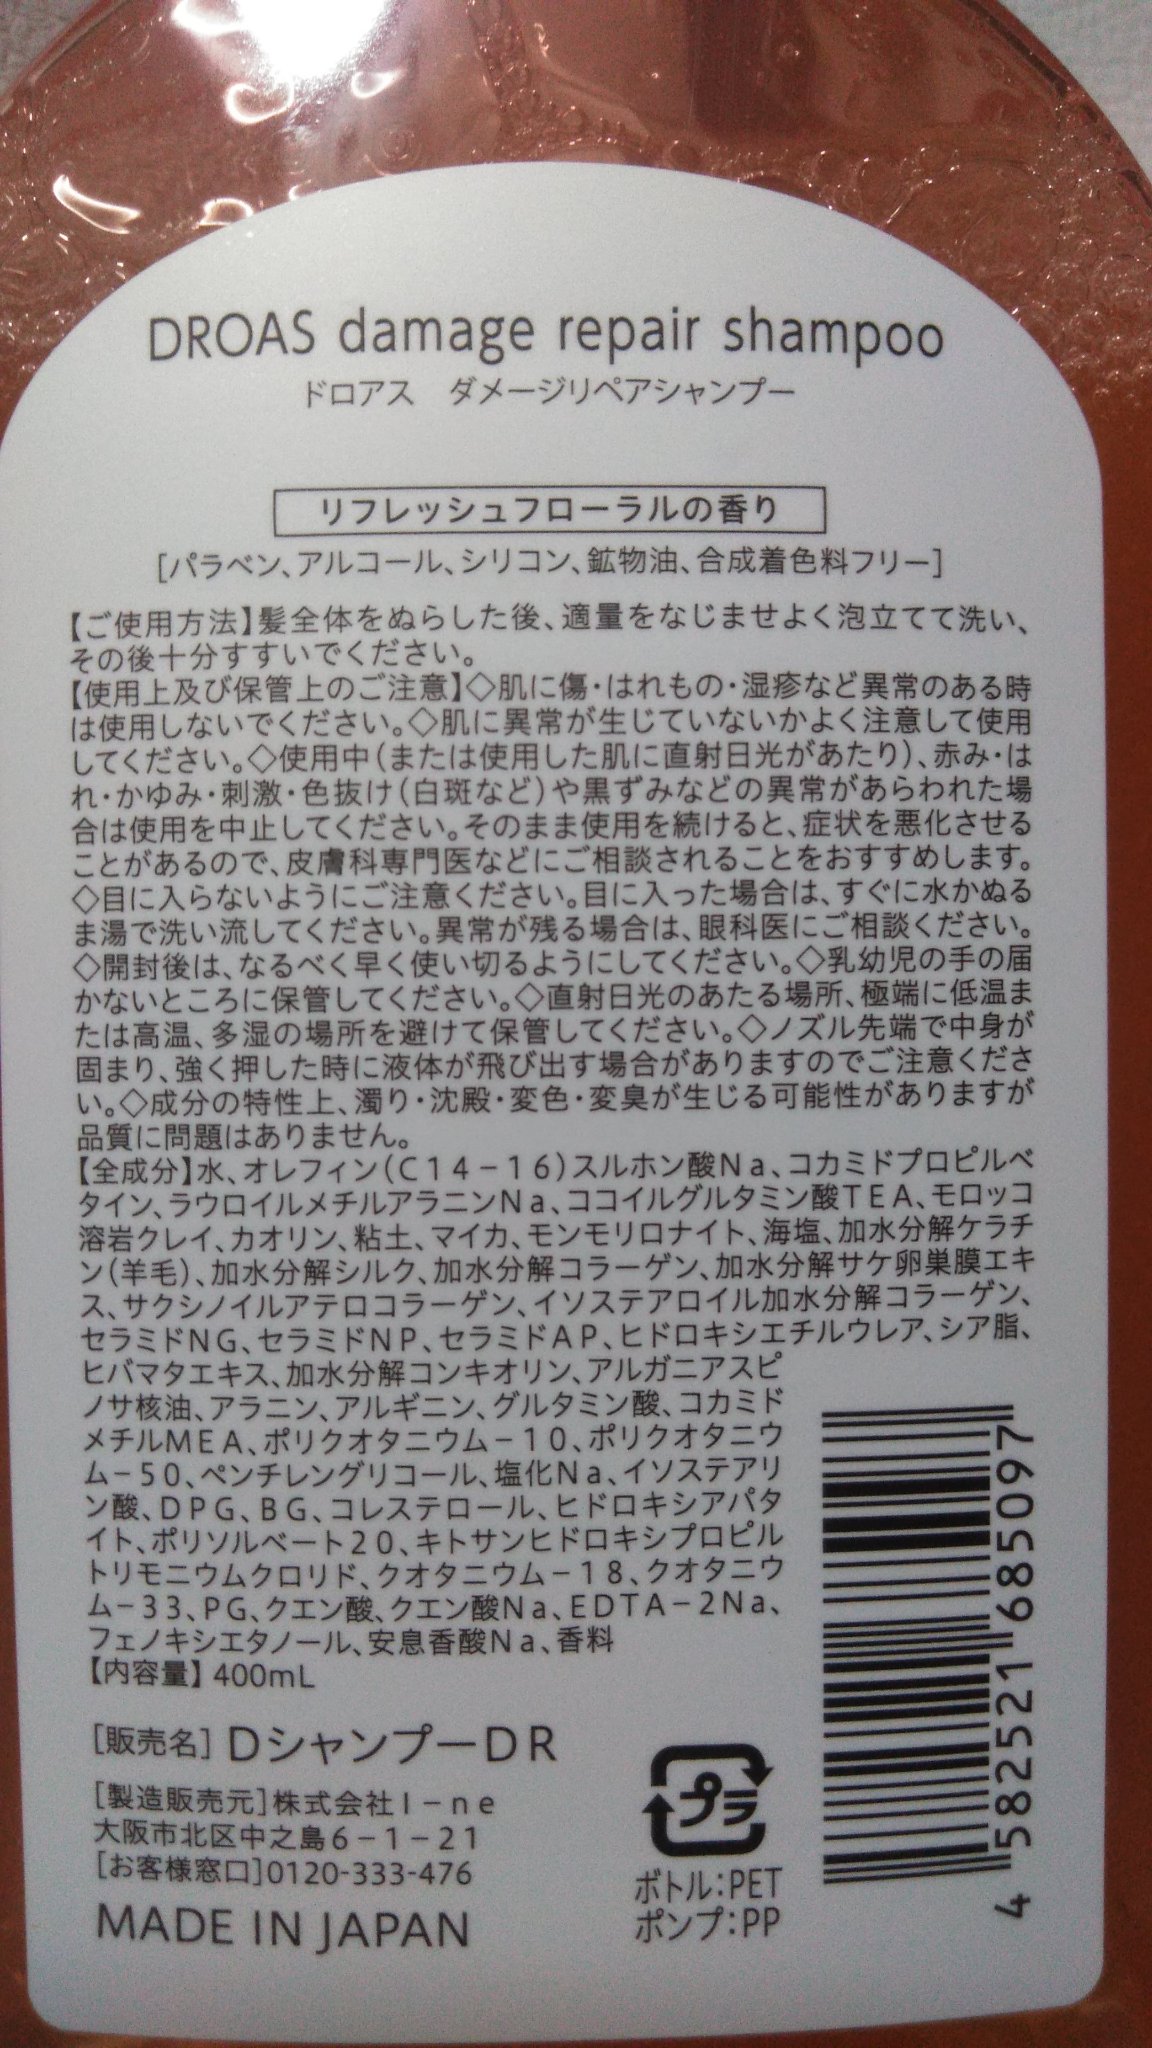 DROAS damage repair shampoo
ドロアス　ダメージリペアシャンプー
リフレッシュフローラルの香り
[パラベン、アルコール、シリコン、鉱物油、合成着色料フリー]
【ご使用方法】髪全体をぬらした後、適量をなじませよく泡立てて洗い、
その後十分すすいでください。
【使用上及び保管上のご注意】◇肌に傷・はれもの・湿疹など異常のある時
は使用しないでください。◇肌に異常が生じていないかよく注意して使用
してください。◇使用中(または使用した肌に直射日光があたり)、赤み・は
れ・かゆみ・刺激・色抜け(白斑など)や黒ずみなどの異常があらわれた場
合は使用を中止してください。そのまま使用を続けると、症状を悪化させる
ことがあるので、皮膚科専門医などにご相談されることをおすすめします。
◇目に入らないようにご注意ください。目に入った場合は、すぐに水かぬる
ま湯で洗い流してください。異常が残る場合は、眼科医にご相談ください。
◇開封後は、なるべく早く使い切るようにしてください。◇乳幼児の手の届
かないところに保管してください。◇直射日光のあたる場所、極端に低温ま
たは高温、多湿の場所を避けて保管してください。◇ノズル先端で中身が
固まり、強く押した時に液体が飛び出す場合がありますのでご注意くださ
い。◇成分の特性上、濁り・沈殿・変色・変臭が生じる可能性がありますが
品質に問題はありません。
【全成分】水、オレフィン(C14-16)スルホン酸Na、コカミドプロピルベ
タイン、ラウロイルメチルアラニンNa、ココイルグルタミン酸TEA、モロッコ
溶岩クレイ、カオリン、粘土、マイカ、モンモリロナイト、海塩、加水分解ケラチ
ン(羊毛)、加水分解シルク、加水分解コラーゲン、加水分解サケ卵巣膜エキ
ス、サクシノイルアテロコラーゲン、イソステアロイル加水分解コラーゲン、
セラミドNG、セラミドNP、セラミドAP、ヒドロキシエチルウレア、シア脂、
ヒバマタエキス、加水分解コンキオリン、アルガニアスピ
ノサ核油、アラニン、アルギニン、グルタミン酸、コカミド
メチルMEA、ポリクオタニウム-10、ポリクオタニウ
ム-50、ペンチレングリコール、塩化Na、イソステアリ
ン酸、DPG、BG、コレステロール、ヒドロキシアパタ
イト、ポリソルベート20、キトサンヒドロキシプロピル
トリモニウムクロリド、クオタニウム-18、クオタニウ
ム-33、PG、クエン酸、クエン酸Na、EDTA-2Na、
フェノキシエタノール、安息香酸Na、香料
【内容量】400mL
[販売名]DシャンプーDR
[製造販売元]株式会社I-ne
大阪市北区中之島6-1-21
[お客様窓口]0120-333-476
MADE IN JAPAN
プラ
ボトル:PET
ポンプ:PP
4 582521 685097